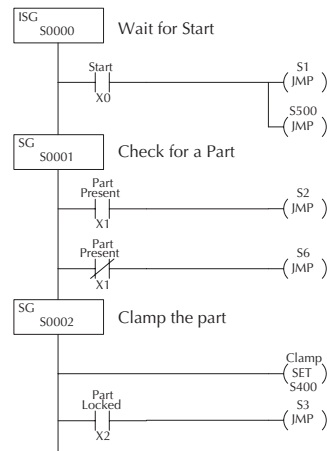 ISG
S0000
Wait for Start
Start
X0
S1
JMP
S500
JMP
SG
S0001
Check for a Part
Part
Present
X1
S2
JMP
Part
Present
X1
S6
JMP
SG
S0002
Clamp the part
Clamp
SET
S400
Part
Locked
X2
S3
JMP